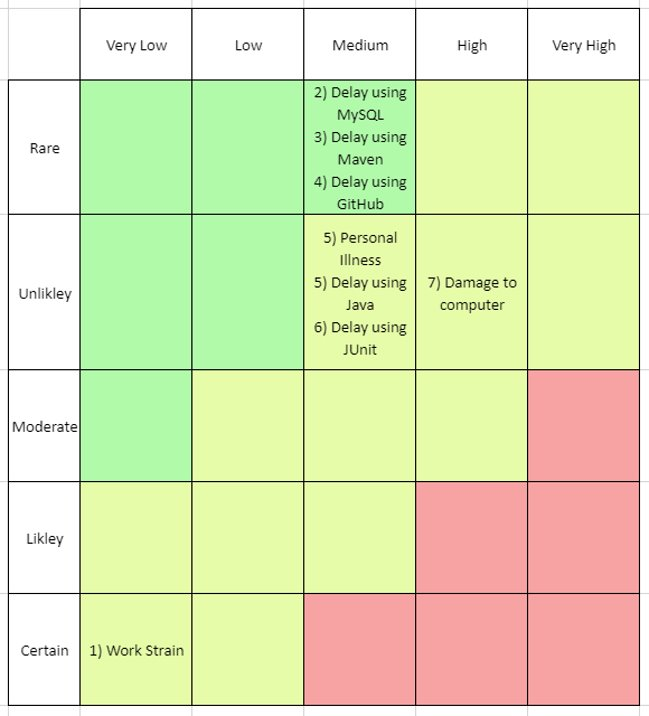 Very Low
Low
Medium
High
Very High
Rare
2) Delay using
MySQL
3) Delay using
Maven
4) Delay using
GitHub
Unlikley
5) Personal
Illness
5) Delay using
Java
6) Delay using
JUnit
7) Damage to
computer
Moderate
Likley
Certain
1) Work Strain